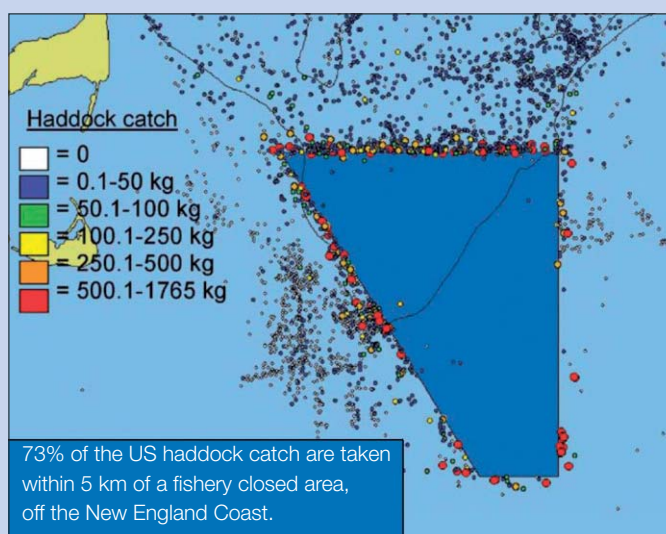 Haddock catch
= 0
= 0.1-50 kg
= 50.1-100 kg
= 100.1-250 kg
= 250.1-500 kg
= 500.1-1765 kg
73% of the US haddock catch are taken
within 5 km of a fishery closed area,
off the New England Coast.